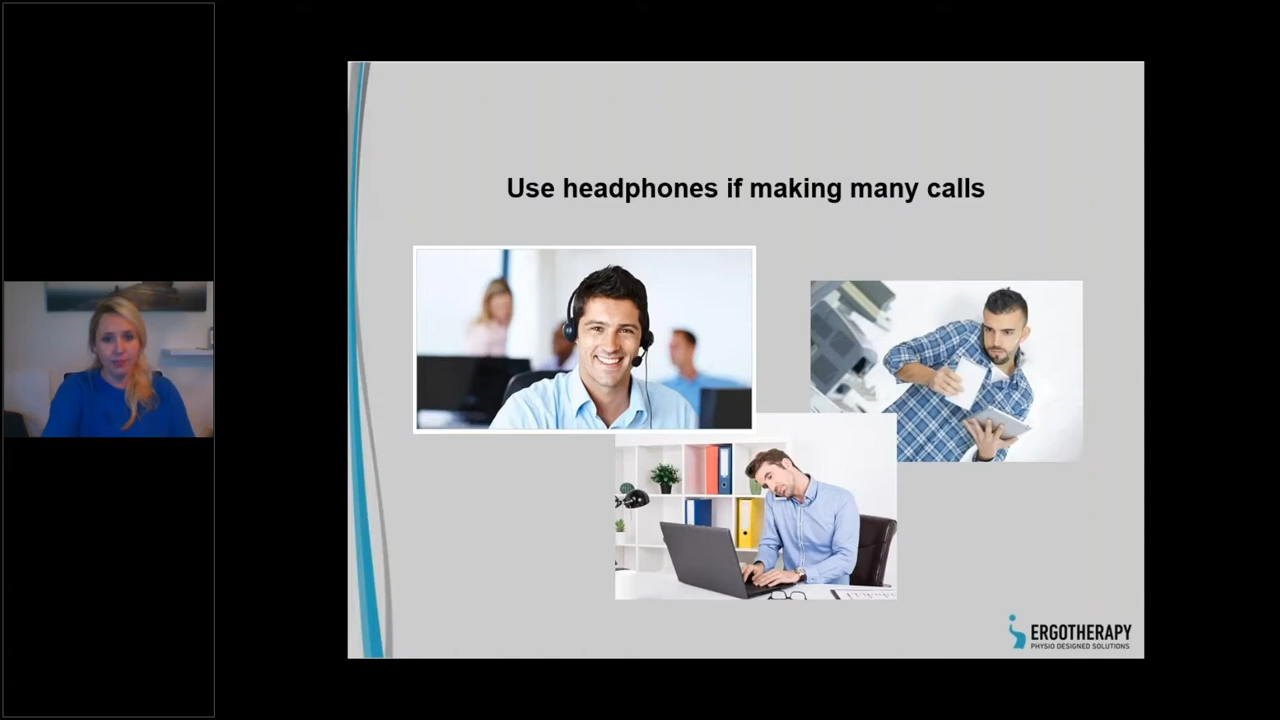 Use headphones if making many calls
ERGOTHERAPY
PHYSIO DESIGNED SOLUTIONS